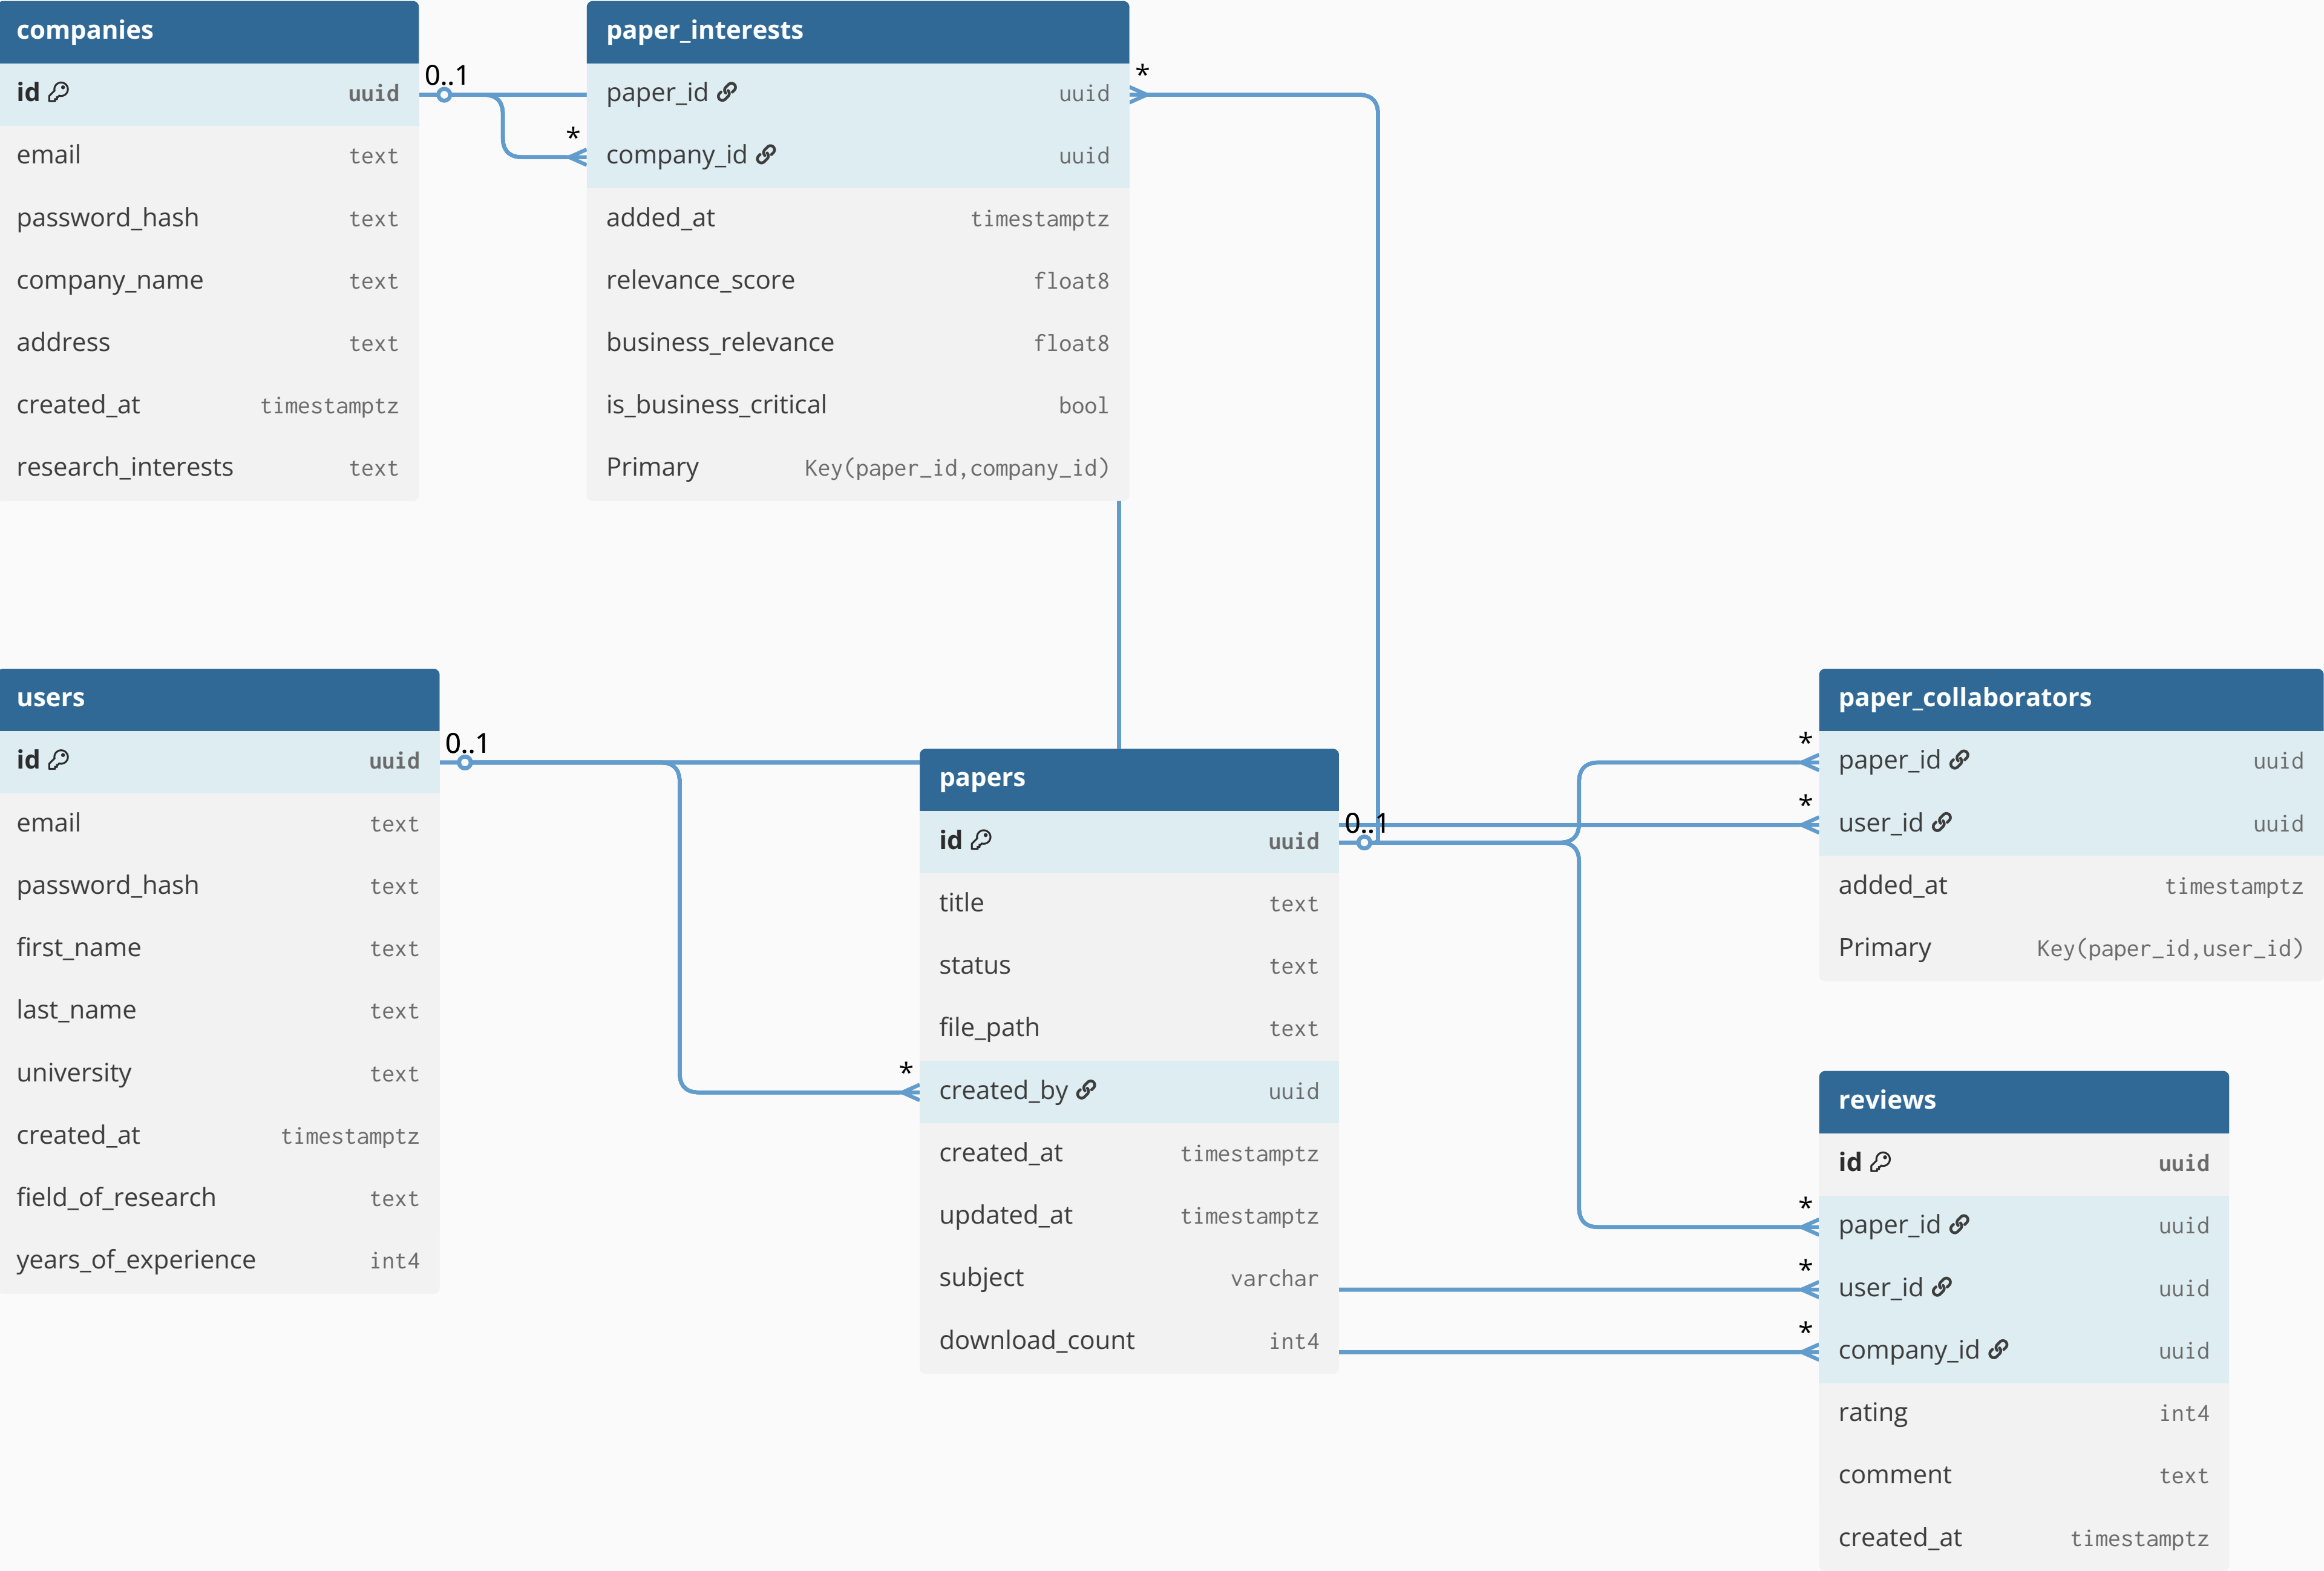 companies
id uuid
email text
password_hash text
company_name text
address text
created_at timestamptz
research_interests text
0..1
*
paper_interests
paper_id uuid
company_id uuid
added_at timestamptz
relevance_score float8
business_relevance float8
is_business_critical bool
Primary Key(paper_id,company_id)
*
users
id uuid
email text
password_hash text
first_name text
last_name text
university text
created_at timestamptz
field_of_research text
years_of_experience int4
0..1
*
papers
id uuid
title text
status text
file_path text
created_by uuid
created_at timestamptz
updated_at timestamptz
subject varchar
download_count int4
0..1
*
*
paper_collaborators
paper_id uuid
user_id uuid
added_at timestamptz
Primary Key(paper_id,user_id)
*
*
*
reviews
id uuid
paper_id uuid
user_id uuid
company_id uuid
rating int4
comment text
created_at timestamptz